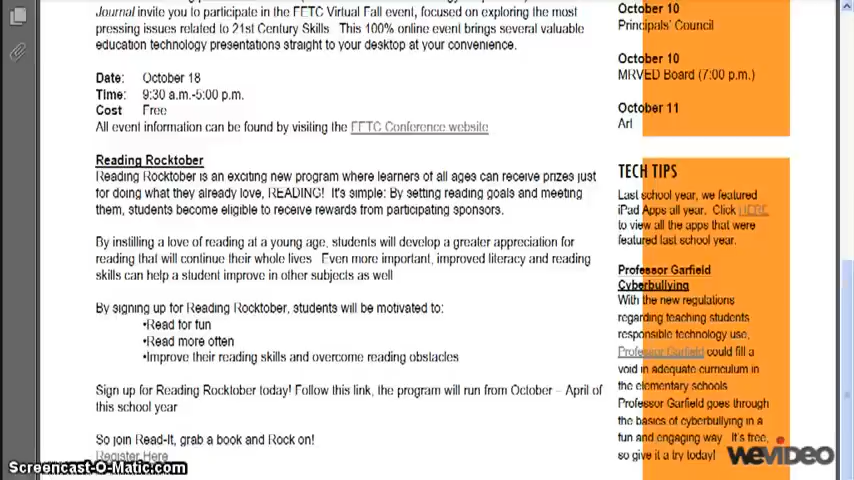 Journal invite you to participate in the FETC Virtual Fall event, focused on exploring the most
pressing issues related to 21st Century Skills This 100% online event brings several valuable
education technology presentations straight to your desktop at your convenience.
Date: October 18
Time: 9:30 a.m.-5:00 p.m.
Cost Free
All event information can be found by visiting the FETC Conference website
Reading Rocktober
Reading Rocktober is an exciting new program where learners of all ages can receive prizes just
for doing what they already love, READING! It's simple: By setting reading goals and meeting
them, students become eligible to receive rewards from participating sponsors.
By instilling a love of reading at a young age, students will develop a greater appreciation for
reading that will continue their whole lives Even more important, improved literacy and reading
skills can help a student improve in other subjects as well
By signing up for Reading Rocktober, students will be motivated to:
•Read for fun
•Read more often
•Improve their reading skills and overcome reading obstacles
Sign up for Reading Rocktober today! Follow this link, the program will run from October – April of
this school year
So join Read-It, grab a book and Rock on!
Register Here
October 10
Principals' Council
October 10
MRVED Board (7:00 p.m.)
October 11
Art
TECH TIPS
Last school year, we featured
iPad Apps all year. Click HERE
to view all the apps that were
featured last school year.
Professor Garfield
Cyberbullying
With the new regulations
regarding teaching students
responsible technology use,
Professor Garfield could fill a
void in adequate curriculum in
the elementary schools
Professor Garfield goes through
the basics of cyberbullying in a
fun and engaging way It's free,
so give it a try today!
Screencast-O-Matic.com
WEVIDEO